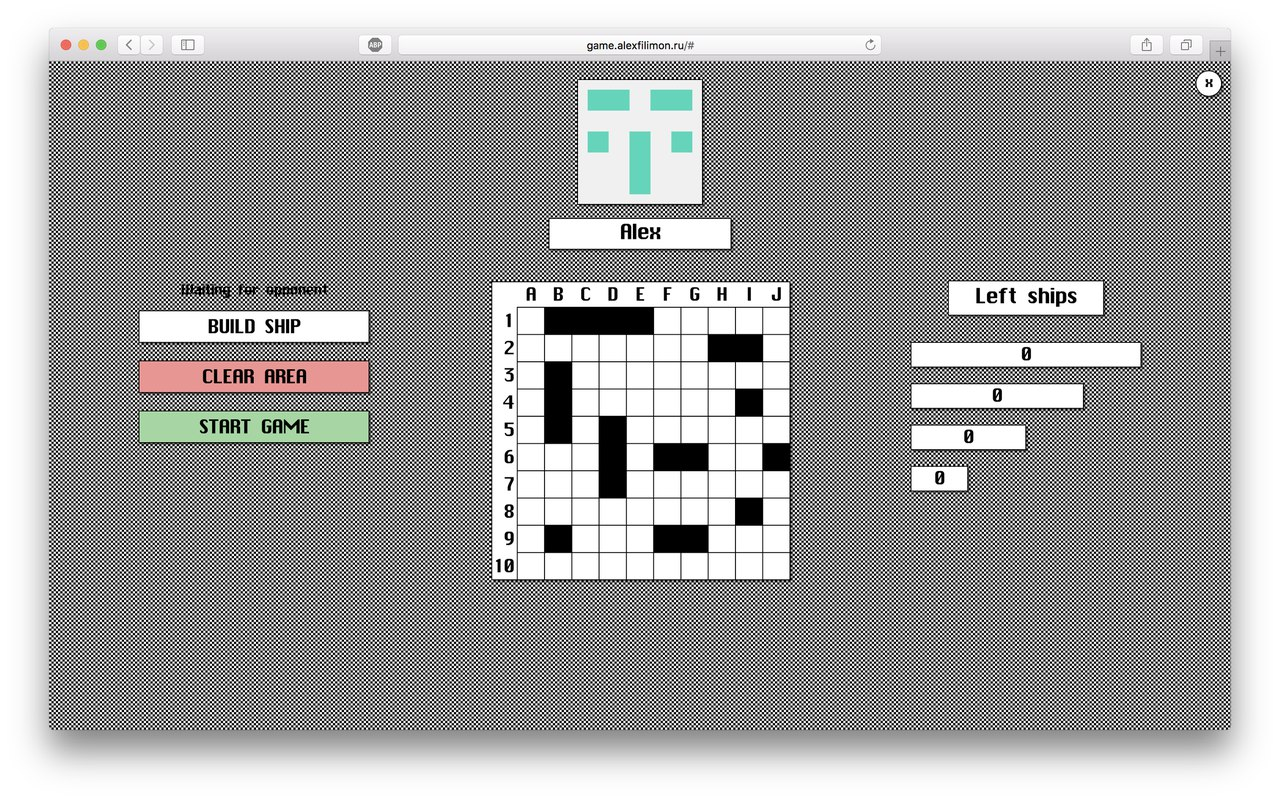 ABP
game.alexfilimon.ru/#
x
Alex
Waiting for opponent
BUILD SHIP
CLEAR AREA
START GAME
A B C D E F G H I J
1
2
3
4
5
6
7
8
9
10
Left ships
0
0
0
0